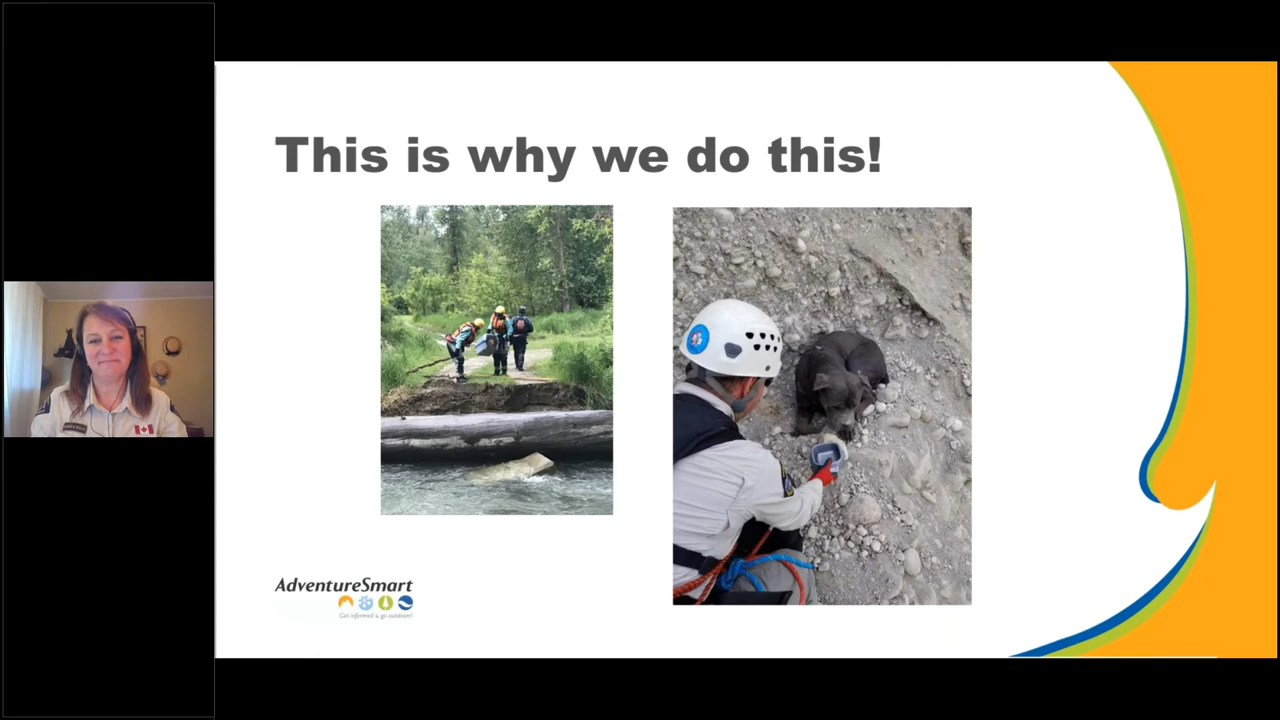 This is why we do this!
AdventureSmart
Get informed & go outdoors!